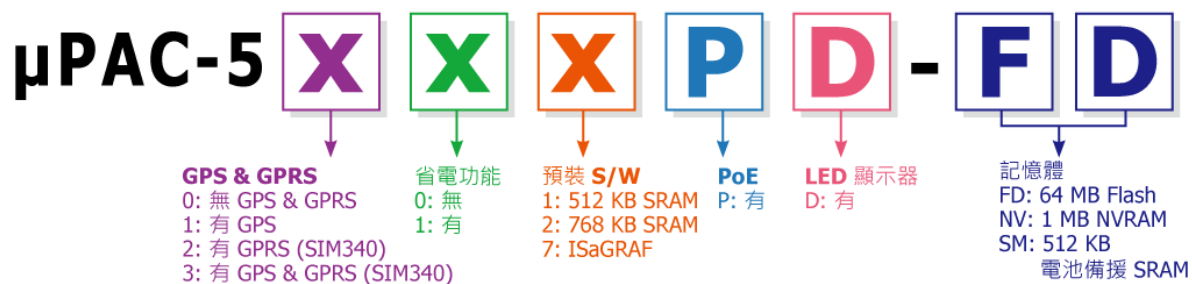 µPAC-5 X X X P D - F D
GPS & GPRS
0: 無 GPS & GPRS
1: 有 GPS
2: 有 GPRS (SIM340)
3: 有 GPS & GPRS (SIM340)
省電功能
0: 無
1: 有
預裝 S/W
1: 512 KB SRAM
2: 768 KB SRAM
7: ISaGRAF
PoE
P: 有
LED 顯示器
D: 有
記憶體
FD: 64 MB Flash
NV: 1 MB NVRAM
SM: 512 KB
電池備援 SRAM